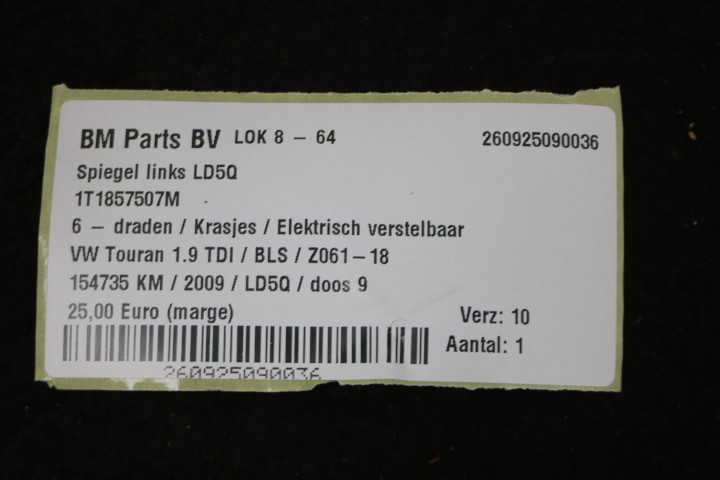 BM Parts BV LOK 8 - 64 260925090036
Spiegel links LD5Q
1T1857507M
6 - draden / Krasjes / Elektrisch verstelbaar
VW Touran 1.9 TDI / BLS / Z061-18
154735 KM / 2009 / LD5Q / doos 9
25,00 Euro (marge) Verz: 10
Aantal: 1
260925090036